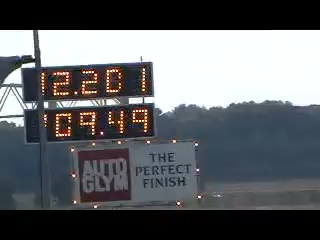 12.201
109.49
AUTO
GLYM
THE
PERFECT
FINISH